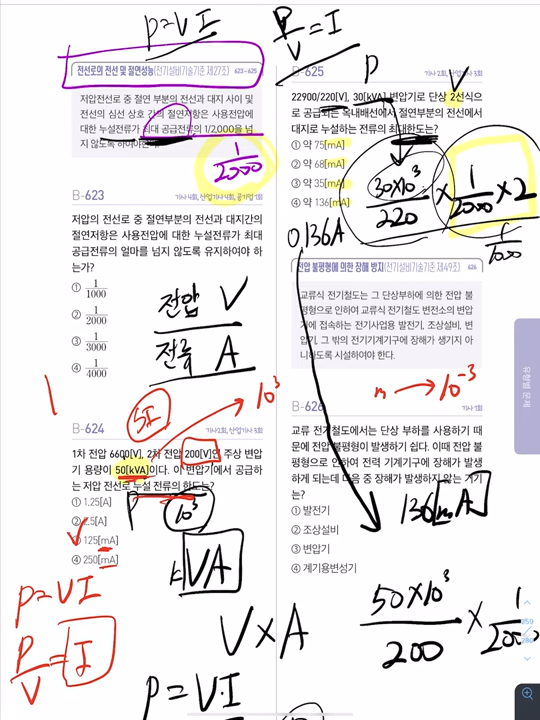 P=VI
P/V=I
전선로의 전선 및 절연성능(전기설비기술기준 제27조) 623~625
저압전선로 중 절연 부분의 전선과 대지 사이 및
전선의 심선 상호 간의 절연저항은 사용전압에
대한 누설전류가 최대 공급전류의 1/2,000을 넘
지 않도록 하여야
1/2000
B-623
기사 4회, 산업기사 4회, 공기업 1회
저압의 전선로 중 절연부분의 전선과 대지간의
절연저항은 사용전압에 대한 누설전류가 최대
공급전류의 얼마를 넘지 않도록 유지하여야 하
는가?
① 1/1000
② 1/2000
③ 1/3000
④ 1/4000
전압 V
전류 A
10³
B-624
기사2회, 산업기사 3회
1차 전압 6600[V], 2차 전압 200[V]인 주상 변압
기 용량이 50[kVA]이다. 이 변압기에서 공급하
는 저압 전선로 누설 전류의 한도는?
① 1.25[A]
② 2.5[A]
③ 125[mA]
④ 250[mA]
P
10³
VA
P=VI
P/V=I
V×A
P=V·I
B-625
기사 2회, 산업기사 3회
P
V
22900/220[V], 30[kVA] 변압기로 단상 2선식으
로 공급되는 옥내배선에서 절연부분의 전선에서
대지로 누설하는 전류의 최대한도는?
① 약 75[mA]
② 약 68[mA]
③ 약 35[mA]
④ 약 136[mA]
30×10³/220 × 1/2000 × 2
1/1000
0.136A
전압 불평형에 의한 장해 방지(전기설비기술기준 제49조) 626
교류식 전기철도는 그 단상부하에 의한 전압 불
평형으로 인하여 교류식 전기철도 변전소의 변압
기에 접속하는 전기사업용 발전기, 조상설비, 변
압기, 그 밖의 전기기계기구에 장해가 생기지 아
니하도록 시설하여야 한다.
m → 10⁻³
B-626
기사 1회
교류 전기철도에서는 단상 부하를 사용하기 때
문에 전압 불평형이 발생하기 쉽다. 이때 전압 불
평형으로 인하여 전력 기계기구에 장해가 발생
하게 되는데 다음 중 장해가 발생하지 않는 기기
는?
① 발전기
② 조상설비
③ 변압기
④ 계기용변성기
136[mA]
50×10³/200 × 1/2000
유형별 문제
259
280